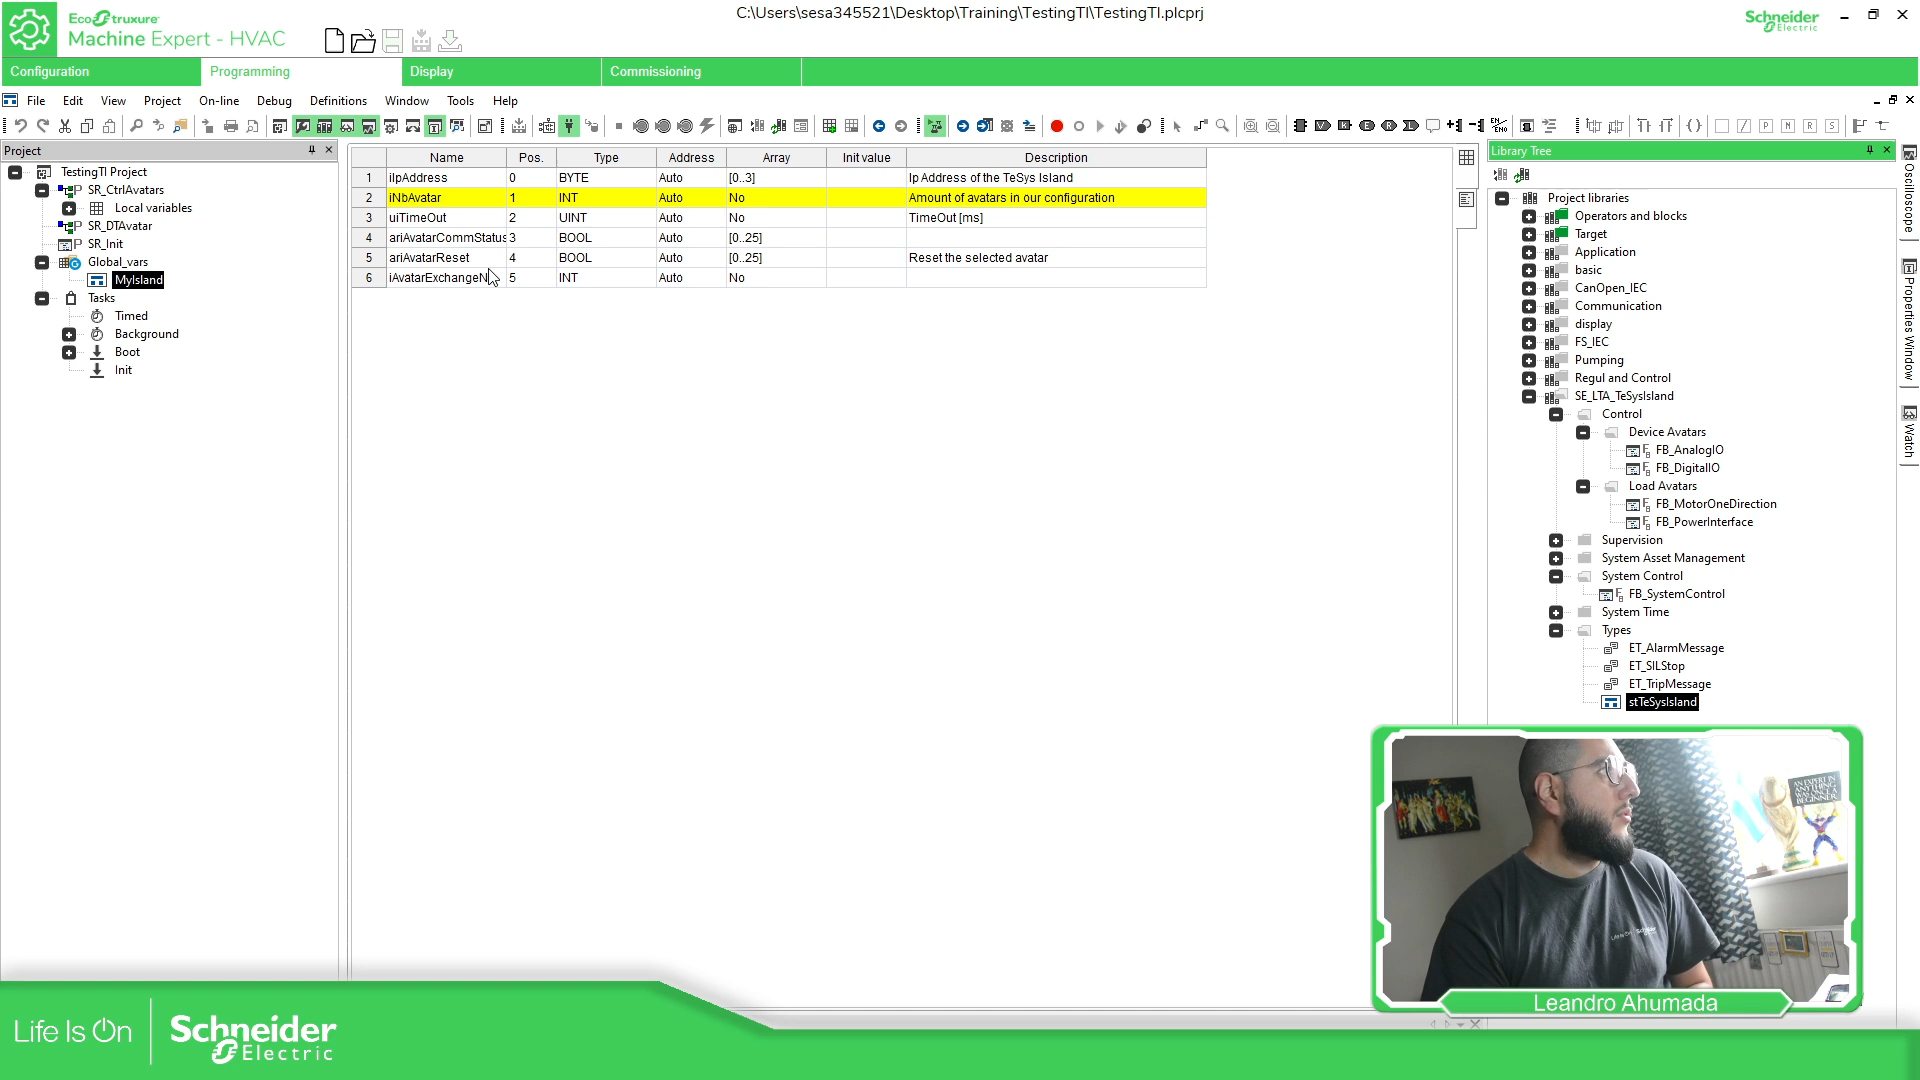 C:\Users\sesa345521\Desktop\Training\TestingTI\TestingTI.plcprj
EcoStruxure
Machine Expert - HVAC
Schneider
Electric
Configuration
Programming
Display
Commissioning
File Edit View Project On-line Debug Definitions Window Tools Help
Project
TestingTI Project
SR_CtrlAvatars
Local variables
SR_DTAvatar
SR_Init
Global_vars
MyIsland
Tasks
Timed
Background
Boot
Init
Name Pos. Type Address Array Init value Description
1 iIpAddress 0 BYTE Auto [0..3] Ip Address of the TeSys Island
2 iNbAvatar 1 INT Auto No Amount of avatars in our configuration
3 uiTimeOut 2 UINT Auto No TimeOut [ms]
4 ariAvatarCommStatus 3 BOOL Auto [0..25]
5 ariAvatarReset 4 BOOL Auto [0..25] Reset the selected avatar
6 iAvatarExchangeN 5 INT Auto No
Library Tree
Project libraries
Operators and blocks
Target
Application
basic
CanOpen_IEC
Communication
display
FS_IEC
Pumping
Regul and Control
SE_LTA_TeSysIsland
Control
Device Avatars
FB_AnalogIO
FB_DigitalIO
Load Avatars
FB_MotorOneDirection
FB_PowerInterface
Supervision
System Asset Management
System Control
FB_SystemControl
System Time
Types
ET_AlarmMessage
ET_SILStop
ET_TripMessage
stTeSysIsland
Oscilloscope
Properties Window
Watch
AN EXPERT IN
ANYTHING
WAS ONCE A
BEGINNER
Leandro Ahumada
Life Is On
Schneider
Electric